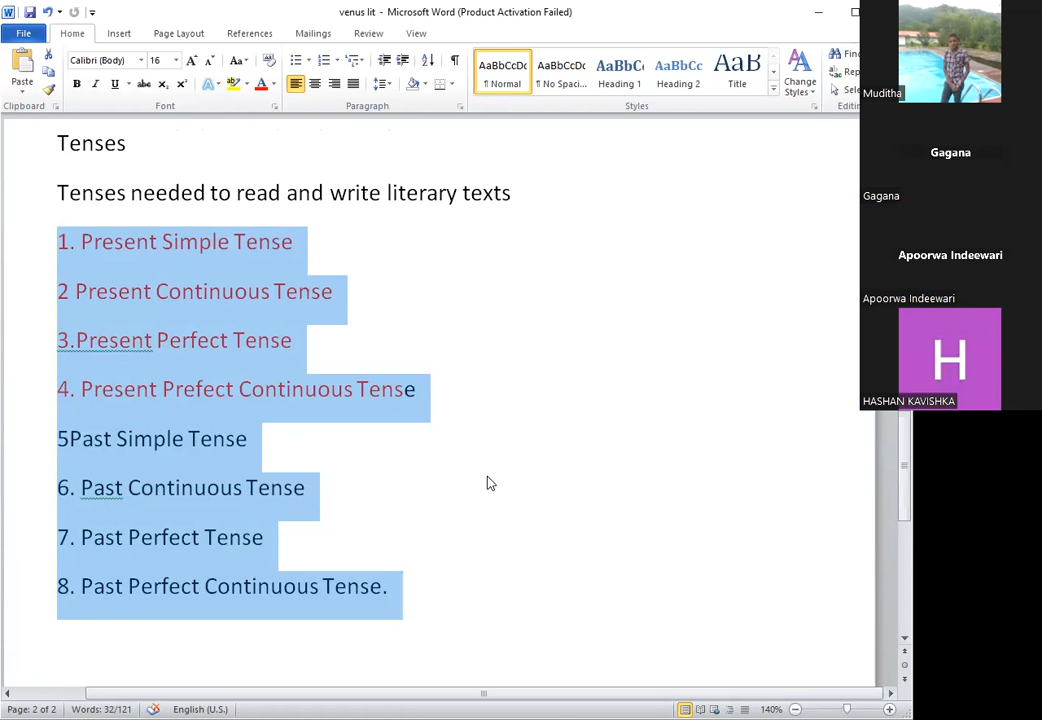 venus lit - Microsoft Word (Product Activation Failed)
File Home Insert Page Layout References Mailings Review View
Calibri (Body) 16
Paste
AaBbCcDc AaBbCcDc AaBbC AaBbCc AaB
¶ Normal ¶ No Spaci... Heading 1 Heading 2 Title
Change Styles
Clipboard Font Paragraph Styles
Tenses
Tenses needed to read and write literary texts
1. Present Simple Tense
2 Present Continuous Tense
3.Present Perfect Tense
4. Present Prefect Continuous Tense
5Past Simple Tense
6. Past Continuous Tense
7. Past Perfect Tense
8. Past Perfect Continuous Tense.
Muditha
Gagana
Gagana
Apoorwa Indeewari
Apoorwa Indeewari
H
HASHAN KAVISHKA
Page: 2 of 2 Words: 32/121 English (U.S.) 140%